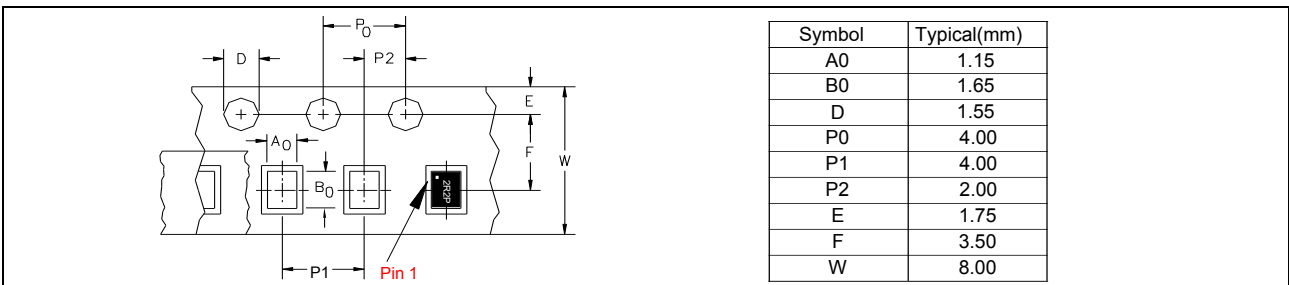 P0
D
P2
E
A0
F
W
B0
2R2P
P1
Pin 1
Symbol Typical(mm)
A0 1.15
B0 1.65
D 1.55
P0 4.00
P1 4.00
P2 2.00
E 1.75
F 3.50
W 8.00